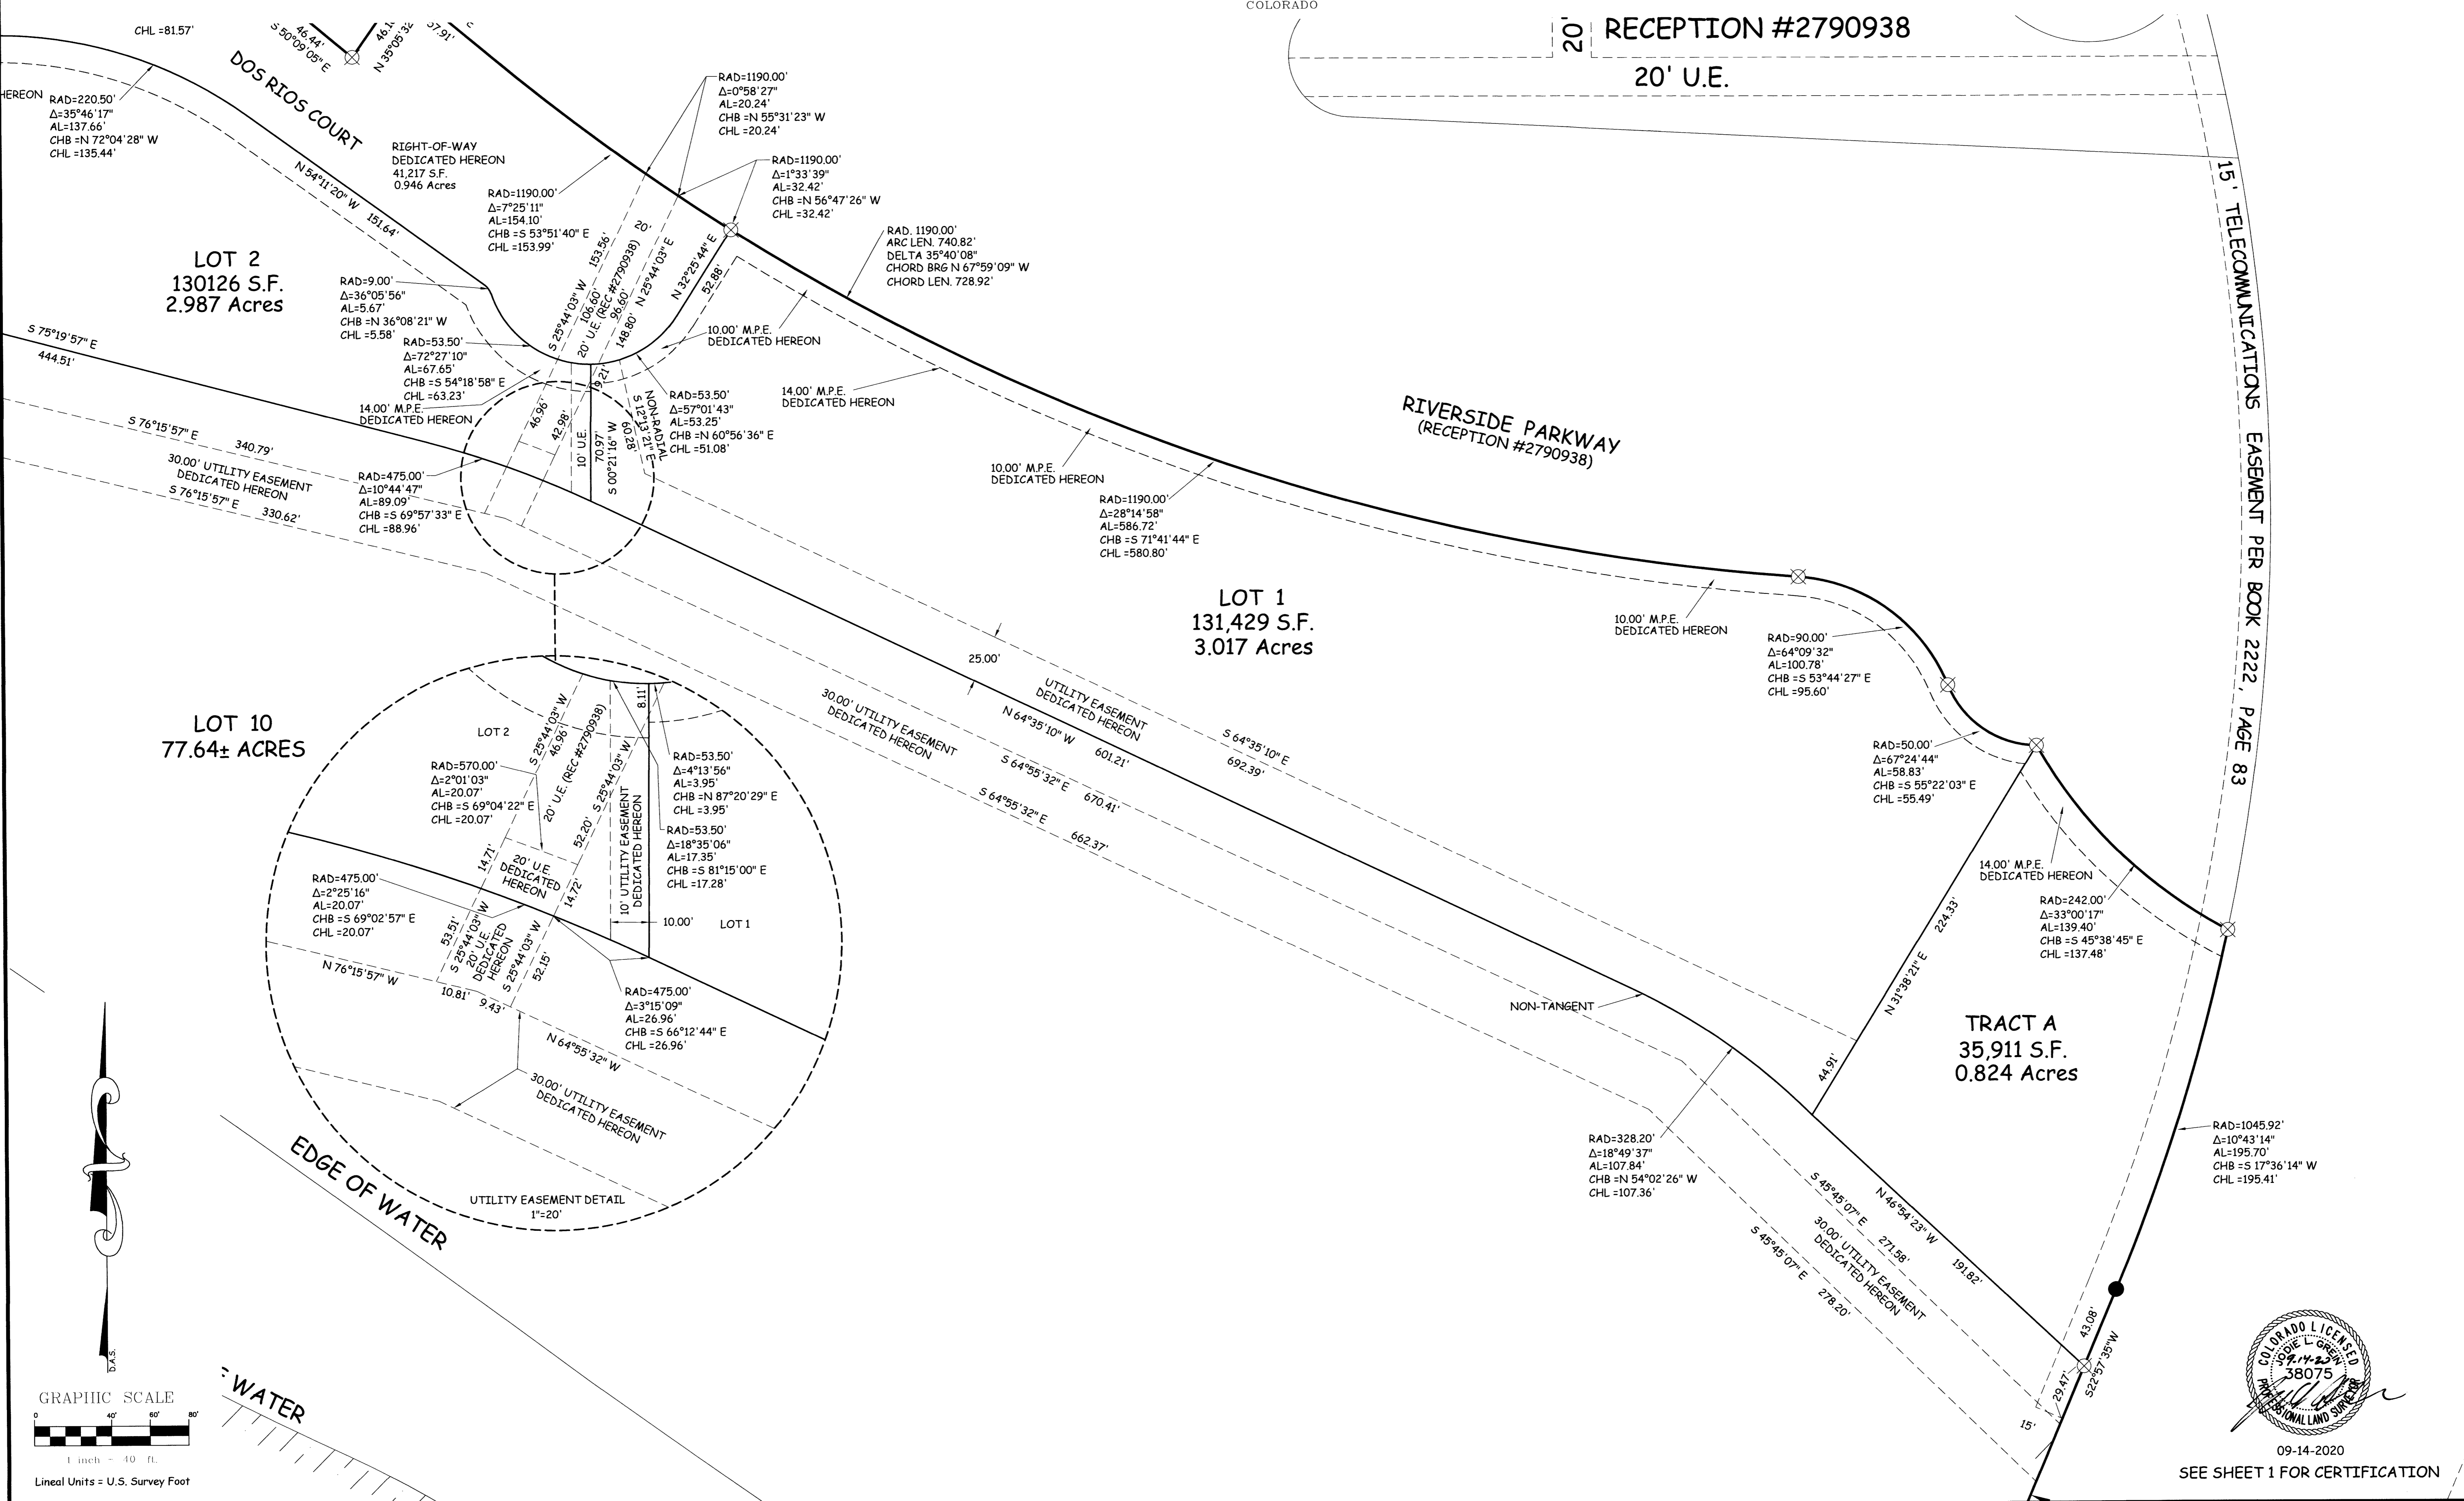 COLORADO
CHL =81.57'
46.44'
S 50°09'05" E
DOS RIOS COURT
HEREON
RAD=220.50'
Δ=35°46'17"
AL=137.66'
CHB =N 72°04'28" W
CHL =135.44'
RIGHT-OF-WAY
DEDICATED HEREON
41,217 S.F.
0.946 Acres
N 54°11'20" W 151.64'
RAD=1190.00'
Δ=0°58'27"
AL=20.24'
CHB =N 55°31'23" W
CHL =20.24'
RAD=1190.00'
Δ=1°33'39"
AL=32.42'
CHB =N 56°47'26" W
CHL =32.42'
RAD=1190.00'
Δ=7°25'11"
AL=154.10'
CHB =S 53°51'40" E
CHL =153.99'
RAD. 1190.00'
ARC LEN. 740.82'
DELTA 35°40'08"
CHORD BRG N 67°59'09" W
CHORD LEN. 728.92'
20'
RECEPTION #2790938
20' U.E.
15' TELECOMMUNICATIONS EASEMENT PER BOOK 2222, PAGE 83
LOT 2
130126 S.F.
2.987 Acres
S 25°44'03" W 153.56'
106.60'
20' U.E. (REC #2790938)
20'
96.60'
148.80' N 25°44'03" E
N 32°25'44" E
52.88'
RAD=9.00'
Δ=36°05'56"
AL=5.67'
CHB =N 36°08'21" W
CHL =5.58'
RAD=53.50'
Δ=72°27'10"
AL=67.65'
CHB =S 54°18'58" E
CHL =63.23'
14.00' M.P.E.
DEDICATED HEREON
10.00' M.P.E.
DEDICATED HEREON
14.00' M.P.E.
DEDICATED HEREON
RAD=53.50'
Δ=57°01'43"
AL=53.25'
CHB =N 60°56'36" E
CHL =51.08'
9.21'
46.96'
42.98'
10' U.E.
70.97'
S 00°21'16" W
60.28'
S 12°13'21" E
NON-RADIAL
S 75°19'57" E
444.51'
S 76°15'57" E 340.79'
30.00' UTILITY EASEMENT
DEDICATED HEREON
S 76°15'57" E 330.62'
RAD=475.00'
Δ=10°44'47"
AL=89.09'
CHB =S 69°57'33" E
CHL =88.96'
RIVERSIDE PARKWAY
(RECEPTION #2790938)
10.00' M.P.E.
DEDICATED HEREON
RAD=1190.00'
Δ=28°14'58"
AL=586.72'
CHB =S 71°41'44" E
CHL =580.80'
LOT 1
131,429 S.F.
3.017 Acres
10.00' M.P.E.
DEDICATED HEREON
RAD=90.00'
Δ=64°09'32"
AL=100.78'
CHB =S 53°44'27" E
CHL =95.60'
RAD=50.00'
Δ=67°24'44"
AL=58.83'
CHB =S 55°22'03" E
CHL =55.49'
25.00'
UTILITY EASEMENT
DEDICATED HEREON
S 64°35'10" E
692.39'
N 64°35'10" W 601.21'
30.00' UTILITY EASEMENT
DEDICATED HEREON
S 64°55'32" E 670.41'
S 64°55'32" E 662.37'
LOT 10
77.64± ACRES
LOT 2
S 25°44'03" W
46.96'
20' U.E. (REC #2790938)
8.11'
RAD=570.00'
Δ=2°01'03"
AL=20.07'
CHB =S 69°04'22" E
CHL =20.07'
52.20' S 25°44'03" W
RAD=53.50'
Δ=4°13'56"
AL=3.95'
CHB =N 87°20'29" E
CHL =3.95'
RAD=53.50'
Δ=18°35'06"
AL=17.35'
CHB =S 81°15'00" E
CHL =17.28'
10' UTILITY EASEMENT
DEDICATED HEREON
14.71'
20' U.E.
DEDICATED
HEREON
14.72'
RAD=475.00'
Δ=2°25'16"
AL=20.07'
CHB =S 69°02'57" E
CHL =20.07'
10.00'
LOT 1
53.51'
S 25°44'03" W
20' U.E.
DEDICATED
HEREON
S 25°44'03" W
52.15'
N 76°15'57" W
10.81'
9.43'
RAD=475.00'
Δ=3°15'09"
AL=26.96'
CHB =S 66°12'44" E
CHL =26.96'
N 64°55'32" W
30.00' UTILITY EASEMENT
DEDICATED HEREON
UTILITY EASEMENT DETAIL
1"=20'
14.00' M.P.E.
DEDICATED HEREON
RAD=242.00'
Δ=33°00'17"
AL=139.40'
CHB =S 45°38'45" E
CHL =137.48'
N 31°38'21" E 224.33'
44.91'
NON-TANGENT
TRACT A
35,911 S.F.
0.824 Acres
RAD=328.20'
Δ=18°49'37"
AL=107.84'
CHB =N 54°02'26" W
CHL =107.36'
RAD=1045.92'
Δ=10°43'14"
AL=195.70'
CHB =S 17°36'14" W
CHL =195.41'
N 46°54'23" W 191.82'
S 45°45'07" E 271.58'
30.00' UTILITY EASEMENT
DEDICATED HEREON
S 45°45'07" E 278.20'
43.08'
S22°57'35"W
29.47'
15'
EDGE OF WATER
WATER
D.A.S.
GRAPHIC SCALE
0 40' 60' 80'
1 inch = 40 ft.
Lineal Units = U.S. Survey Foot
COLORADO LICENSED
JODIE L. GREIN
9-14-20
38075
PROFESSIONAL LAND SURVEYOR
09-14-2020
SEE SHEET 1 FOR CERTIFICATION